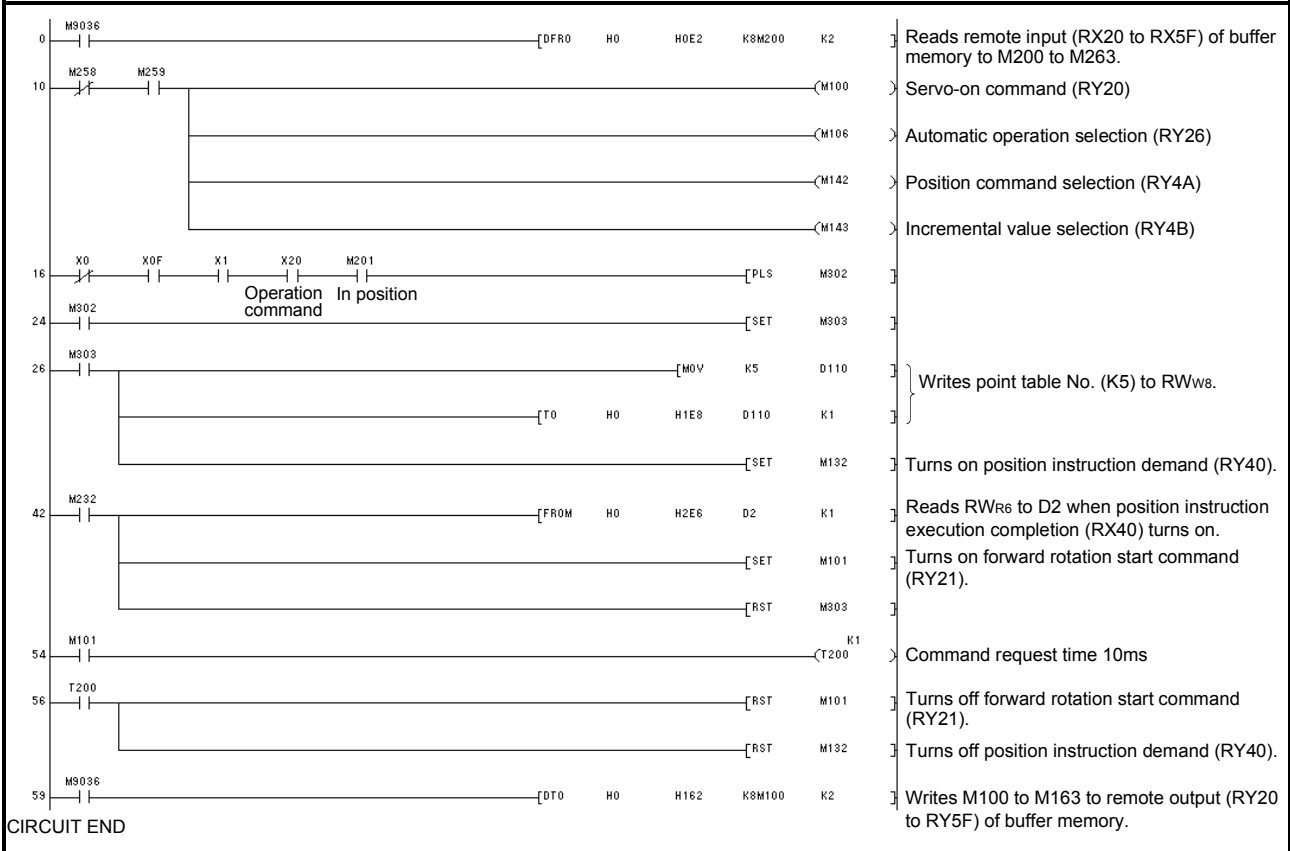 M9036
0 [DFRO H0 H0E2 K8M200 K2 ] Reads remote input (RX20 to RX5F) of buffer
memory to M200 to M263.
M258 M259
10 (M100 ) Servo-on command (RY20)
(M106 ) Automatic operation selection (RY26)
(M142 ) Position command selection (RY4A)
(M143 ) Incremental value selection (RY4B)
X0 X0F X1 X20 M201
16 [PLS M302 ]
Operation In position
command
M302
24 [SET M303 ]
M303
26 [MOV K5 D110 ]
Writes point table No. (K5) to RWW8.
[TO H0 H1E8 D110 K1 ]
[SET M132 ] Turns on position instruction demand (RY40).
M232
42 [FROM H0 H2E6 D2 K1 ] Reads RWR6 to D2 when position instruction
execution completion (RX40) turns on.
[SET M101 ] Turns on forward rotation start command
(RY21).
[RST M303 ]
M101 K1
54 (T200 ) Command request time 10ms
T200
56 [RST M101 ] Turns off forward rotation start command
(RY21).
[RST M132 ] Turns off position instruction demand (RY40).
M9036
59 [DTO H0 H162 K8M100 K2 ] Writes M100 to M163 to remote output (RY20
to RY5F) of buffer memory.
CIRCUIT END